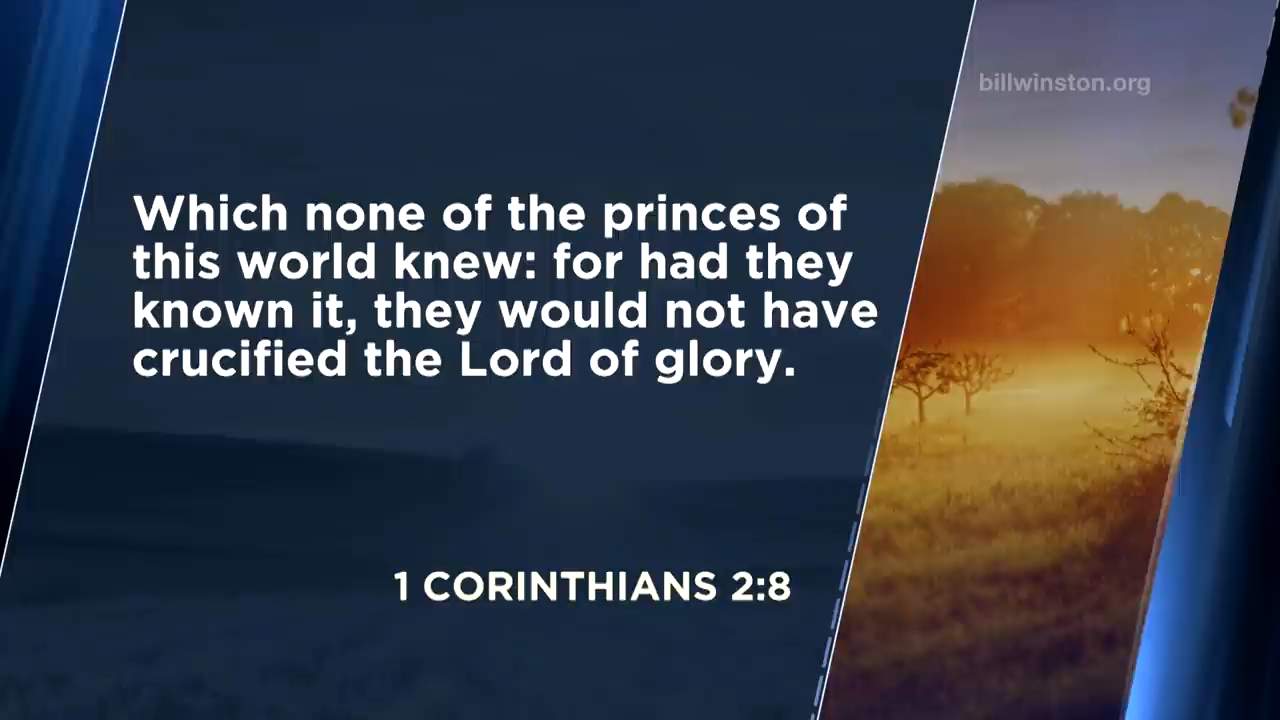 billwinston.org
Which none of the princes of
this world knew: for had they
known it, they would not have
crucified the Lord of glory.
1 CORINTHIANS 2:8